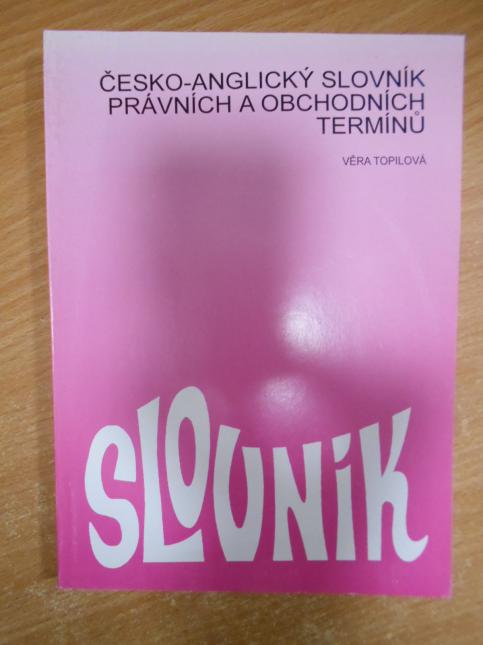 ČESKO-ANGLICKÝ SLOVNÍK
PRÁVNÍCH A OBCHODNÍCH
TERMÍNŮ
VĚRA TOPILOVÁ
SLOVNíK